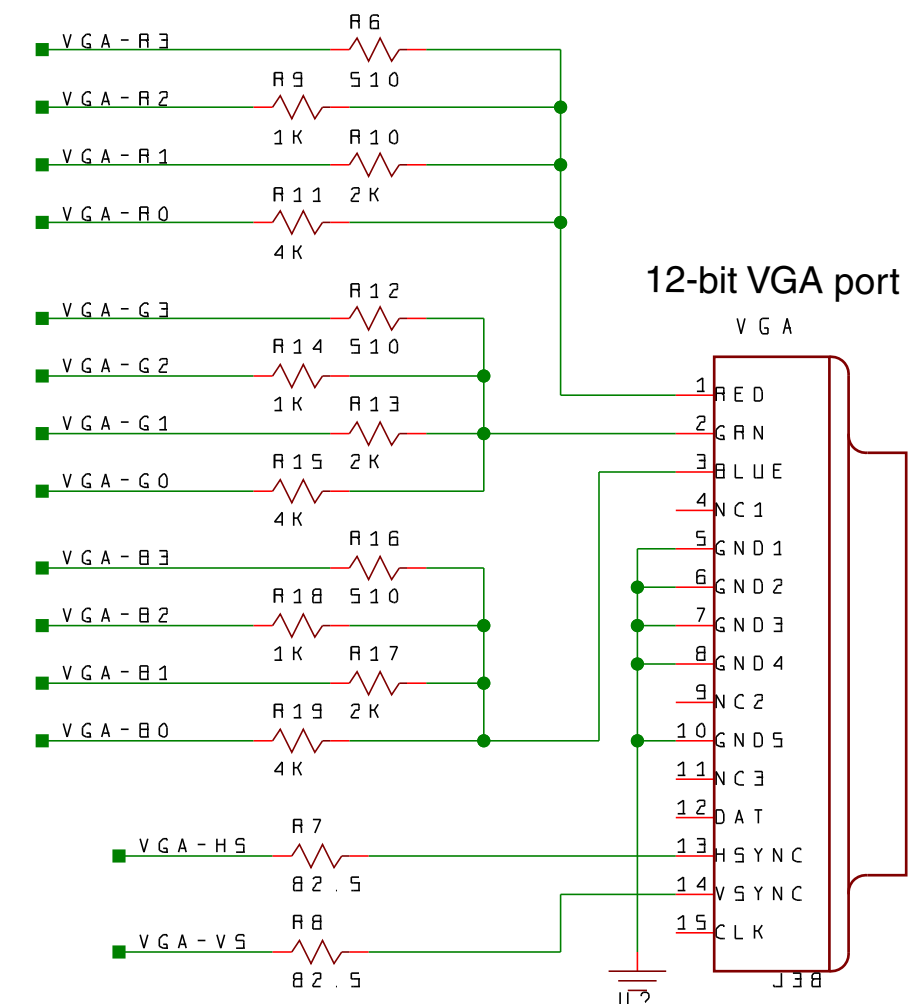 R6
VGA-R3
510
R9
VGA-R2
1K
R10
VGA-R1
2K
R11
VGA-R0
4K
R12
VGA-G3
510
R14
VGA-G2
1K
R13
VGA-G1
2K
R15
VGA-G0
4K
R16
VGA-B3
510
R18
VGA-B2
1K
R17
VGA-B1
2K
R19
VGA-B0
4K
R7
VGA-HS
82.5
R8
VGA-VS
82.5
12-bit VGA port
VGA
1 RED
2 GRN
3 BLUE
4 NC1
5 GND1
6 GND2
7 GND3
8 GND4
9 NC2
10 GND5
11 NC3
12 DAT
13 HSYNC
14 VSYNC
15 CLK
BEL